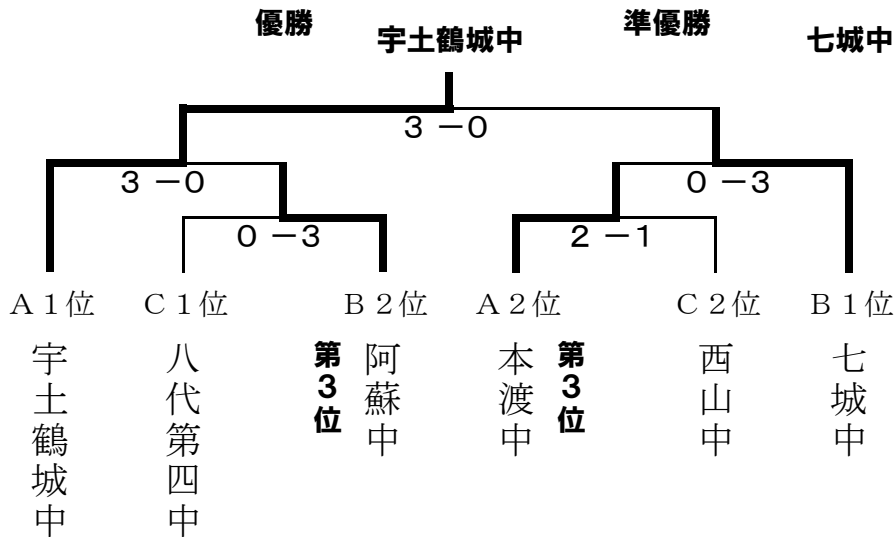 優勝 宇土鶴城中 準優勝 七城中
３－０
３－０ ０－３
０－３ ２－１
Ａ１位 Ｃ１位 Ｂ２位 Ａ２位 Ｃ２位 Ｂ１位
宇土鶴城中
八代第四中
第３位
阿蘇中
本渡中
第３位
西山中
七城中